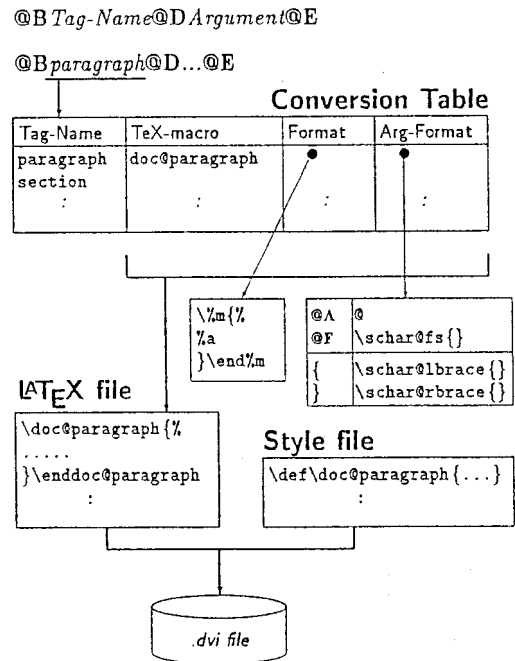 @B Tag-Name@DArgument@E
@Bparagraph@D...@E
Conversion Table
Tag-Name TeX-macro Format Arg-Format
paragraph doc@paragraph
section
: : : :
\%m{%
%a
}\end%m
@A @
@F \schar@fs{}
{ \schar@lbrace{}
} \schar@rbrace{}
LATEX file
\doc@paragraph{%
.....
}\enddoc@paragraph
:
Style file
\def\doc@paragraph{...}
:
.dvi file